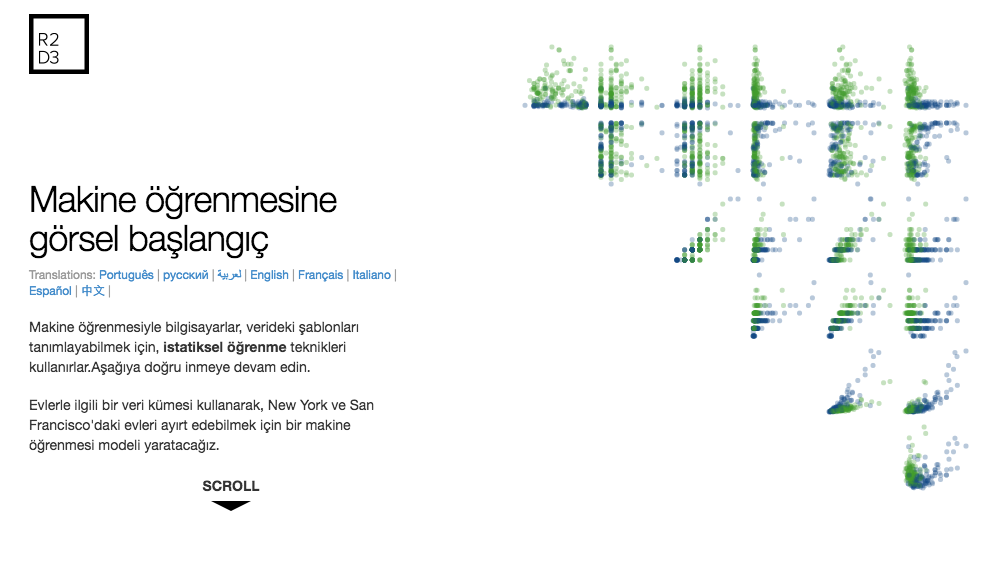 R2
D3
Makine öğrenmesine
görsel başlangıç
Translations: Português | русский | لعربية | English | Français | Italiano |
Español | 中文 |
Makine öğrenmesiyle bilgisayarlar, verideki şablonları
tanımlayabilmek için, istatiksel öğrenme teknikleri
kullanırlar.Aşağıya doğru inmeye devam edin.
Evlerle ilgili bir veri kümesi kullanarak, New York ve San
Francisco'daki evleri ayırt edebilmek için bir makine
öğrenmesi modeli yaratacağız.
SCROLL